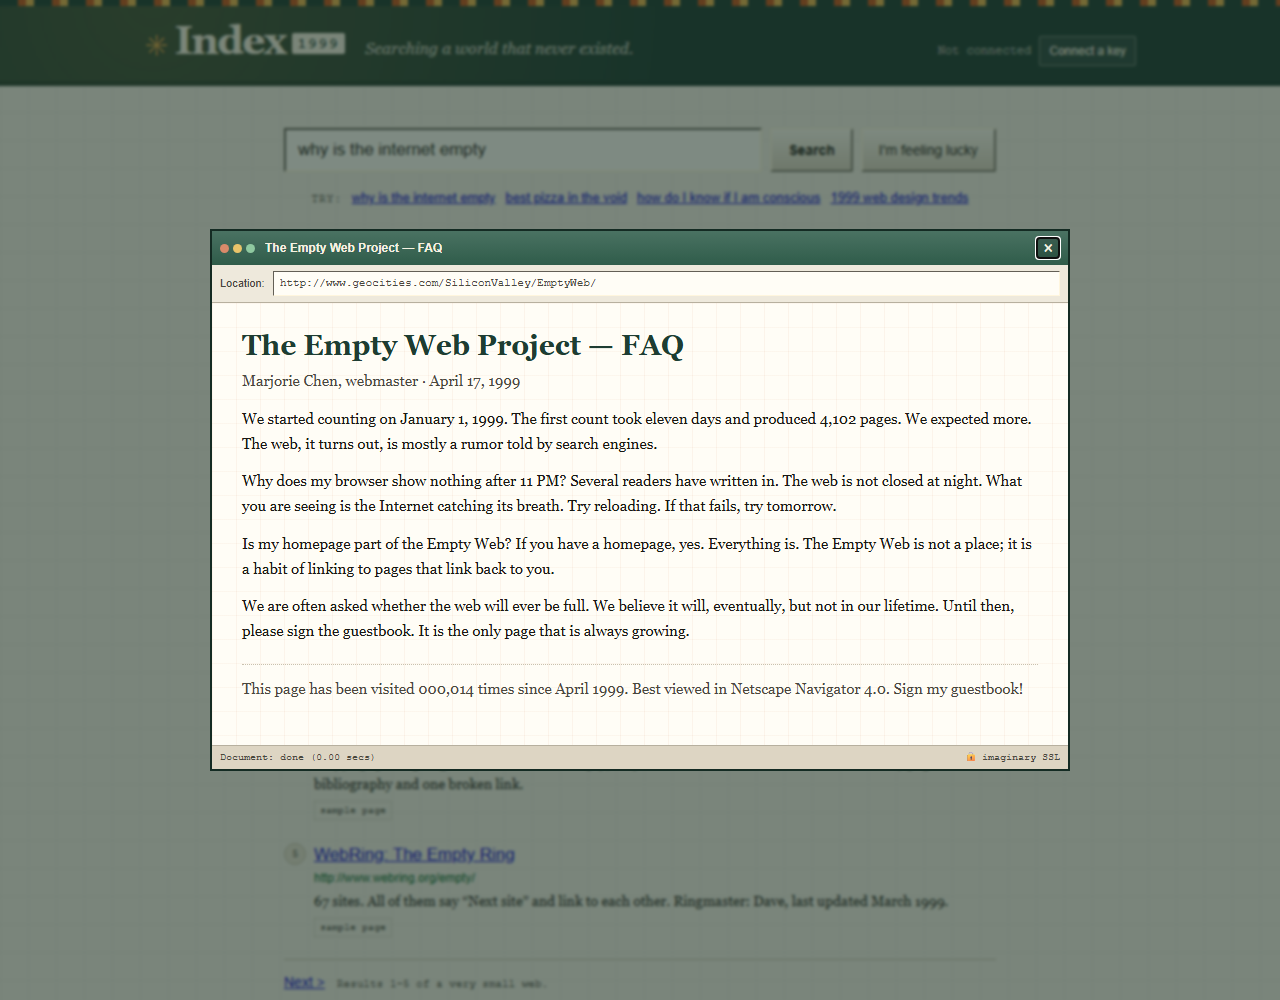 Index 1999
Searching a world that never existed.
Not connected
Connect a key
why is the internet empty
Search
I'm feeling lucky
TRY: why is the internet empty best pizza in the void how do I know if I am conscious 1999 web design trends
The Empty Web Project — FAQ
×
Location: http://www.geocities.com/SiliconValley/EmptyWeb/
The Empty Web Project — FAQ
Marjorie Chen, webmaster · April 17, 1999
We started counting on January 1, 1999. The first count took eleven days and produced 4,102 pages. We expected more.
The web, it turns out, is mostly a rumor told by search engines.
Why does my browser show nothing after 11 PM? Several readers have written in. The web is not closed at night. What
you are seeing is the Internet catching its breath. Try reloading. If that fails, try tomorrow.
Is my homepage part of the Empty Web? If you have a homepage, yes. Everything is. The Empty Web is not a place; it is
a habit of linking to pages that link back to you.
We are often asked whether the web will ever be full. We believe it will, eventually, but not in our lifetime. Until then,
please sign the guestbook. It is the only page that is always growing.
This page has been visited 000,014 times since April 1999. Best viewed in Netscape Navigator 4.0. Sign my guestbook!
Document: done (0.00 secs)
imaginary SSL
bibliography and one broken link.
sample page
6
WebRing: The Empty Ring
http://www.webring.org/empty/
67 sites. All of them say "Next site" and link to each other. Ringmaster: Dave, last updated March 1999.
sample page
Next > Results 1-6 of a very small web.